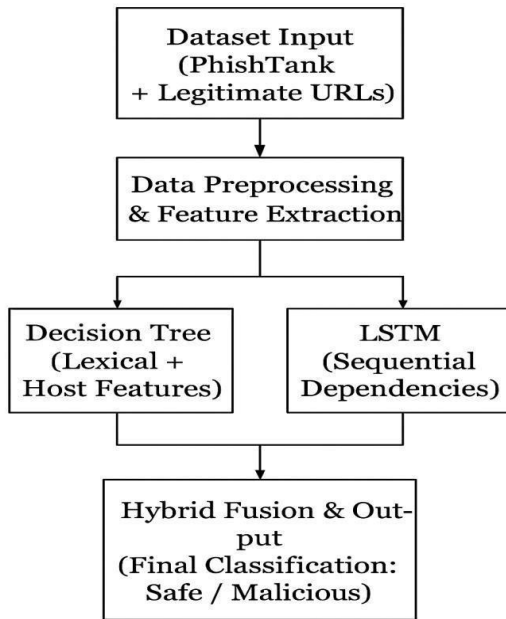 Dataset Input
(PhishTank
+ Legitimate URLs)
Data Preprocessing
& Feature Extraction
Decision Tree
(Lexical +
Host Features)
LSTM
(Sequential
Dependencies)
Hybrid Fusion & Out-
put
(Final Classification:
Safe / Malicious)